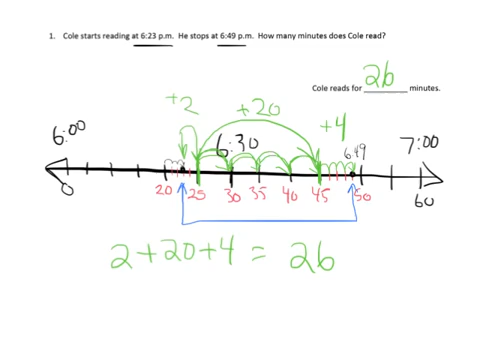 1. Cole starts reading at 6:23 p.m. He stops at 6:49 p.m. How many minutes does Cole read?
Cole reads for 26 minutes.
+2 +20 +4
6:00 6:30 6:49 7:00
0 20 25 30 35 40 45 50 60
2+20+4 = 26